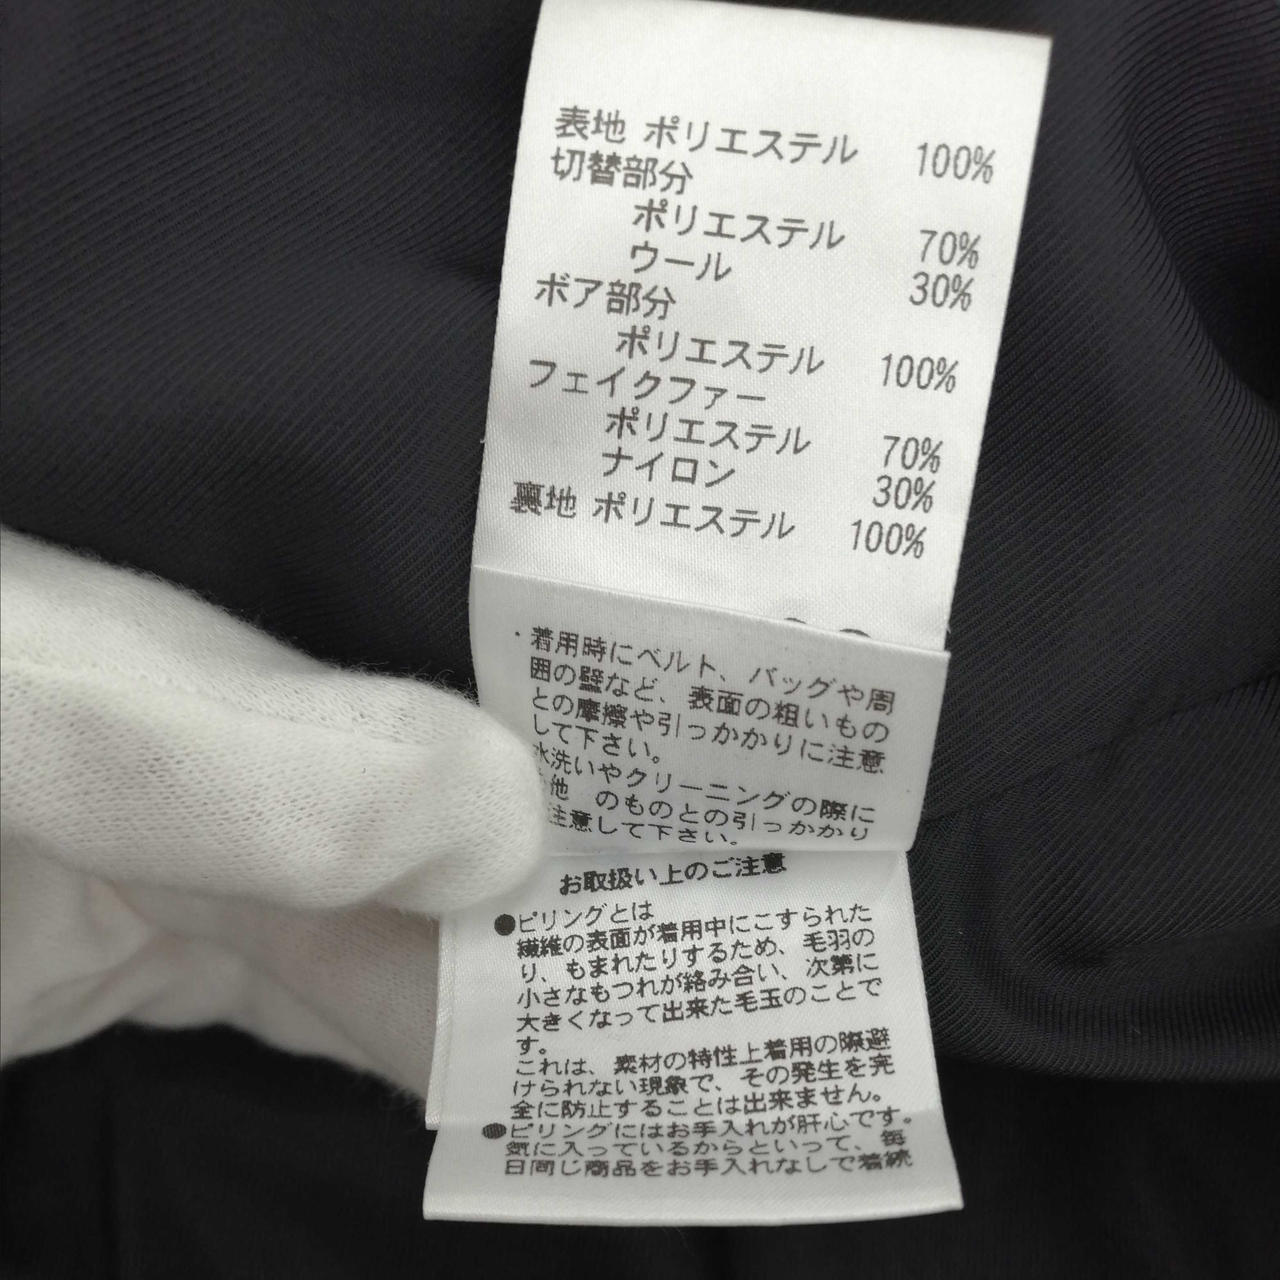 表地 ポリエステル 100%
切替部分
ポリエステル 70%
ウール 30%
ボア部分
ポリエステル 100%
フェイクファー
ポリエステル 70%
ナイロン 30%
裏地 ポリエステル 100%
・着用時にベルト、バッグや周
囲の壁など、表面の粗いもの
との摩擦や引っかかりに注意
して下さい。
水洗いやクリーニングの際に
他 のものとの引っかかり
注意して下さい。
お取扱い上のご注意
●ピリングとは
繊維の表面が着用中にこすられた
り、もまれたりするため、毛羽の
小さなもつれが絡み合い、次第に
大きくなって出来た毛玉のことで
す。
これは、素材の特性上着用の際避
けられない現象で、その発生を完
全に防止することは出来ません。
●ピリングにはお手入れが肝心です。
気に入っているからといって、毎
日同じ商品をお手入れなしで着続